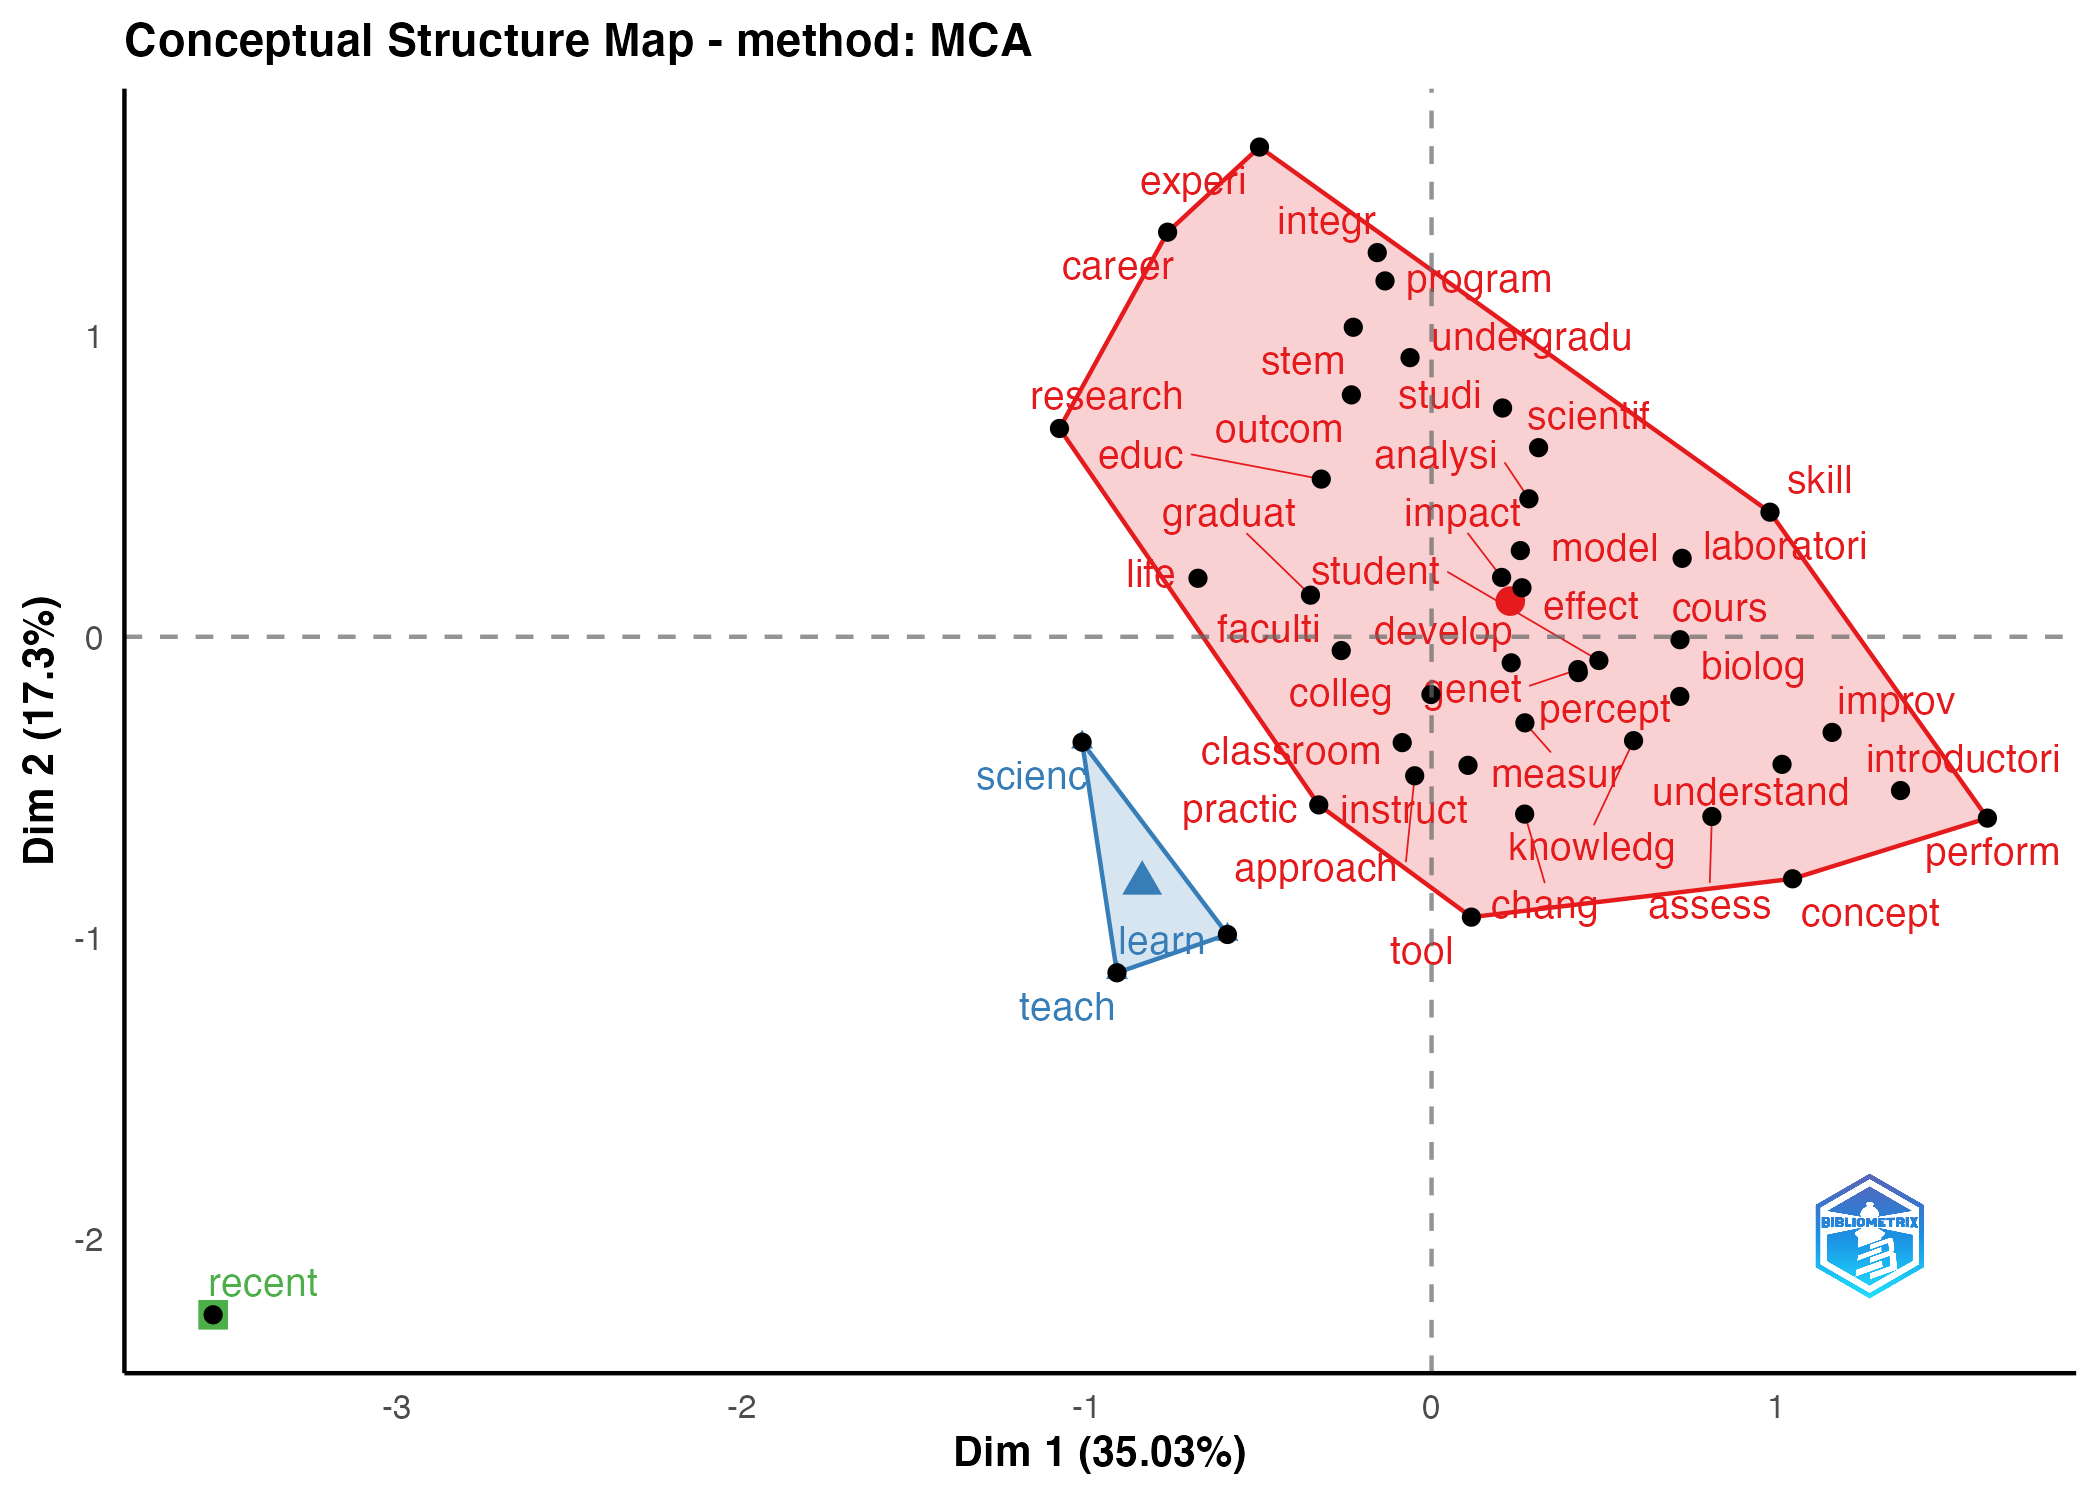 Conceptual Structure Map - method: MCA
experi
integr
career
program
undergradu
stem
research
studi
scientif
outcom
educ
analysi
skill
graduat
impact
model
laboratori
life
student
effect
cours
faculti
develop
biolog
colleg
genet
percept
improv
classroom
measur
introductori
scienc
understand
practic
instruct
knowledg
perform
approach
chang
assess
concept
learn
tool
teach
recent
BIBLIOMETRIX
1
0
-1
-2
-3
-2
-1
0
1
Dim 1 (35.03%)
Dim 2 (17.3%)